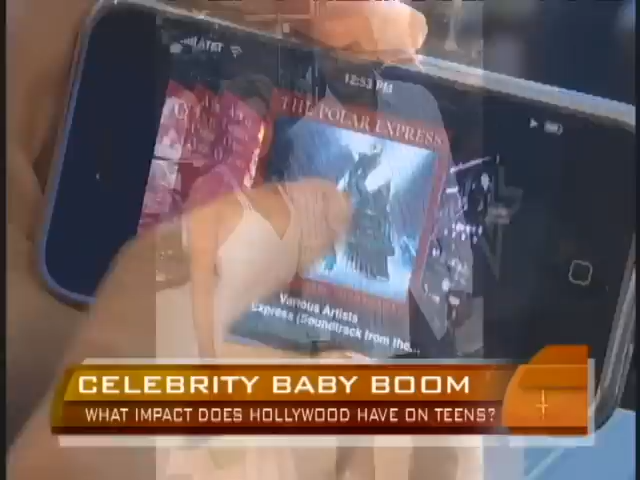 AT&T
12:53 PM
THE POLAR EXPRESS
Various Artists
Express (Soundtrack from the...
CELEBRITY BABY BOOM
WHAT IMPACT DOES HOLLYWOOD HAVE ON TEENS?